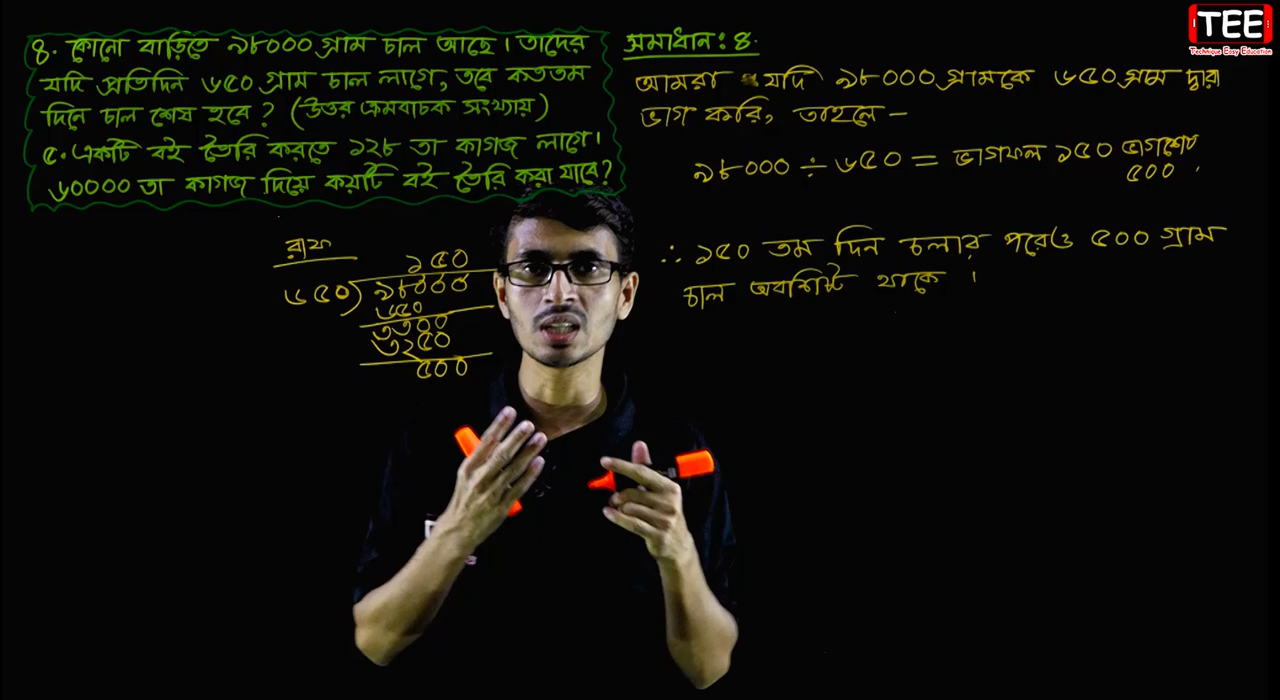 ৪. কোনো বাড়িতে ৯৮০০০ গ্রাম চাল আছে। তাদের
যদি প্রতিদিন ৬৫০ গ্রাম চাল লাগে, তবে কততম
দিনে চাল শেষ হবে? (উত্তর ক্রমবাচক সংখ্যায়)
৫. একটি বই তৈরি করতে ১২৮ তা কাগজ লাগে।
৬০০০০ তা কাগজ দিয়ে কয়টি বই তৈরি করা যাবে?
সমাধান: ৪.
আমরা যদি ৯৮০০০ গ্রামকে ৬৫০ গ্রাম দ্বারা
ভাগ করি, তাহলে –
৯৮০০০ ÷ ৬৫০ = ভাগফল ১৫০ ভাগশেষ
৫০০
∴ ১৫০ তম দিন চলার পরেও ৫০০ গ্রাম
চাল অবশিষ্ট থাকে ।
রাফ
১৫০
৬৫০) ৯৮০০০
৬৫০
৩৩০০
৩২৫০
৫০০
TEE
Technique Easy Education